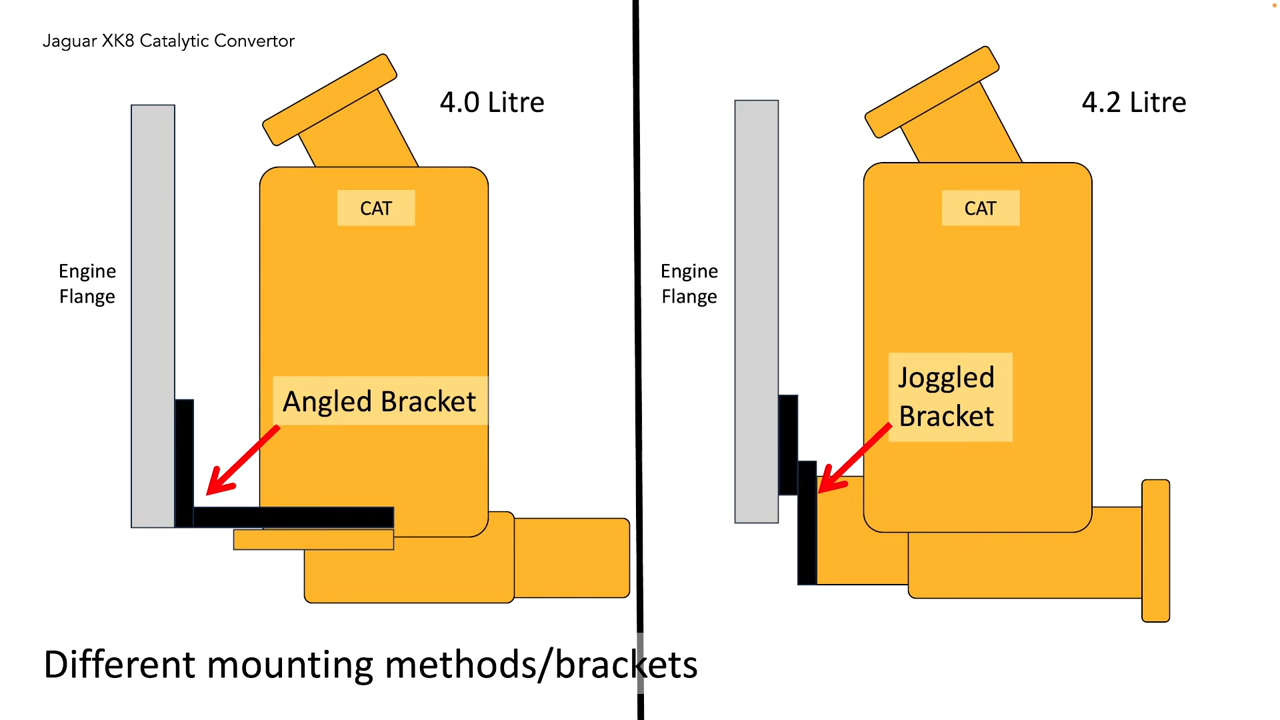 Jaguar XK8 Catalytic Convertor
4.0 Litre
CAT
Engine
Flange
Angled Bracket
4.2 Litre
CAT
Engine
Flange
Joggled
Bracket
Different mounting methods/brackets